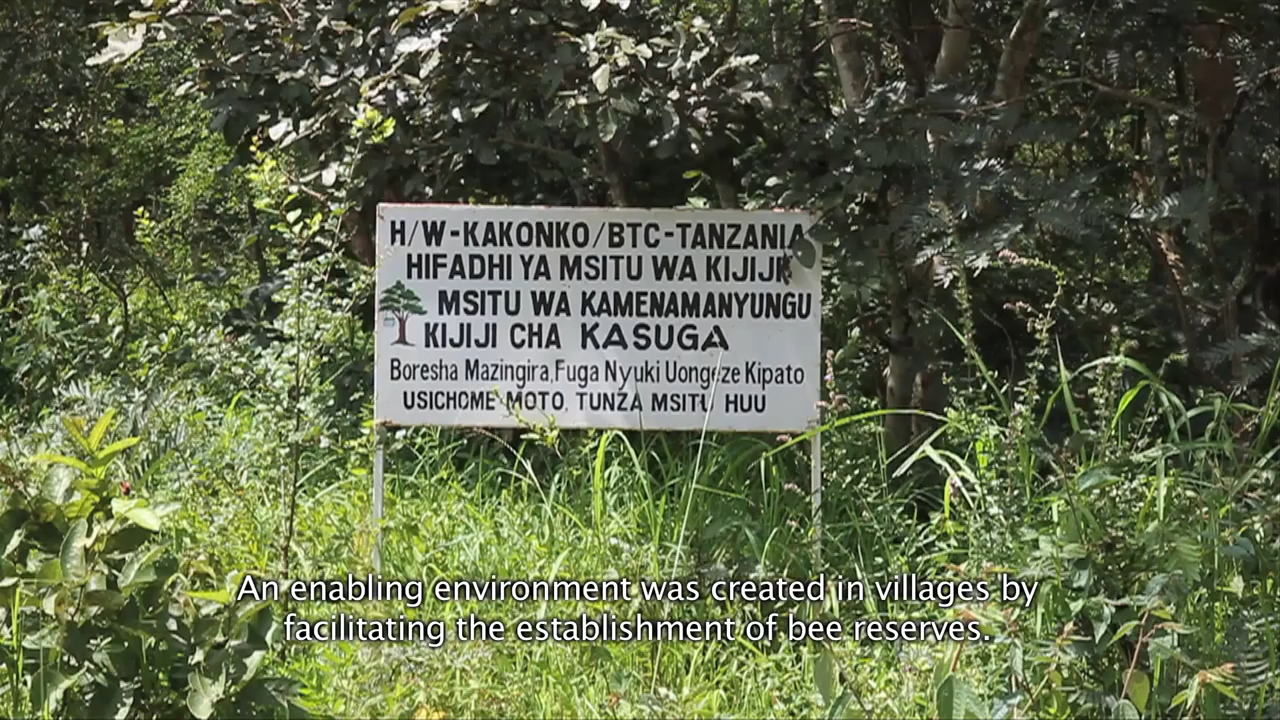 H/W-KAKONKO/BTC-TANZANIA
HIFADHI YA MSITU WA KIJIJI
MSITU WA KAMENAMANYUNGU
KIJIJI CHA KASUGA
Boresha Mazingira, Fuga Nyuki Uongeze Kipato
USICHOME MOTO, TUNZA MSITU HUU
An enabling environment was created in villages by
facilitating the establishment of bee reserves.